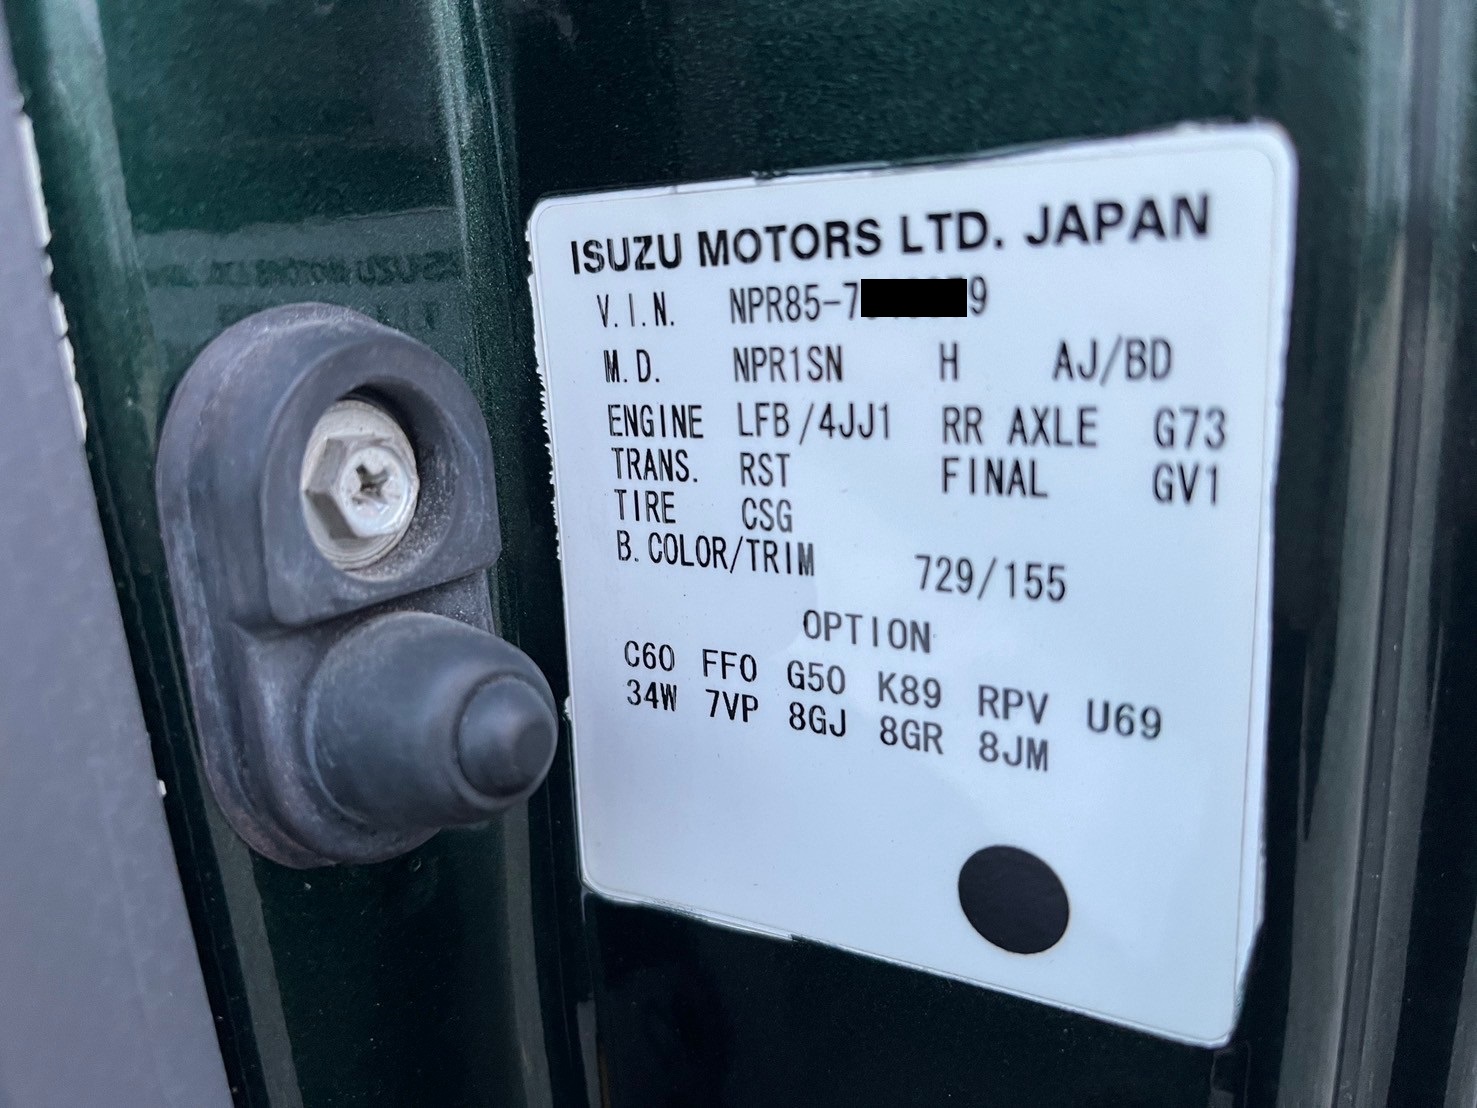 ISUZU MOTORS LTD. JAPAN
V.I.N. NPR85-7 9
M.D. NPR1SN H AJ/BD
ENGINE LFB/4JJ1 RR AXLE G73
TRANS. RST FINAL GV1
TIRE CSG
B.COLOR/TRIM 729/155
OPTION
C60 FF0 G50 K89 RPV U69
34W 7VP 8GJ 8GR 8JM